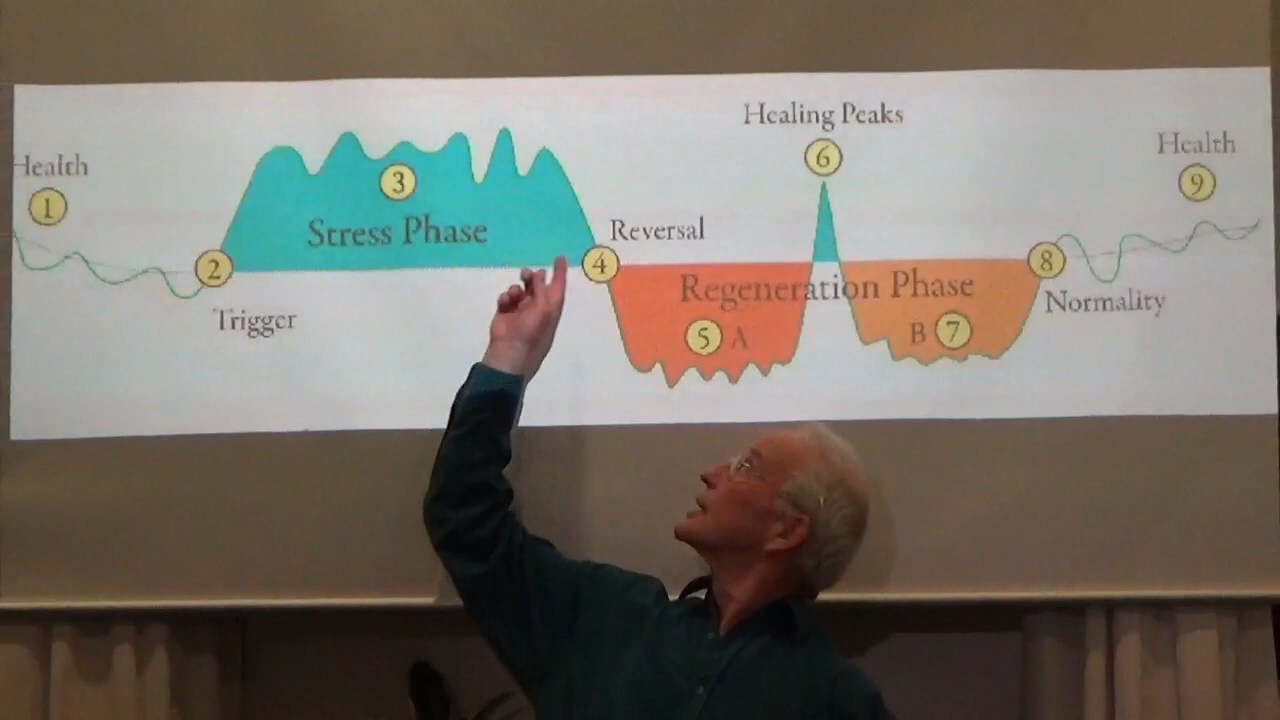 Health
1
2
Trigger
3
Stress Phase
4
Reversal
Regeneration Phase
5 A
Healing Peaks
6
B 7
8
Normality
Health
9